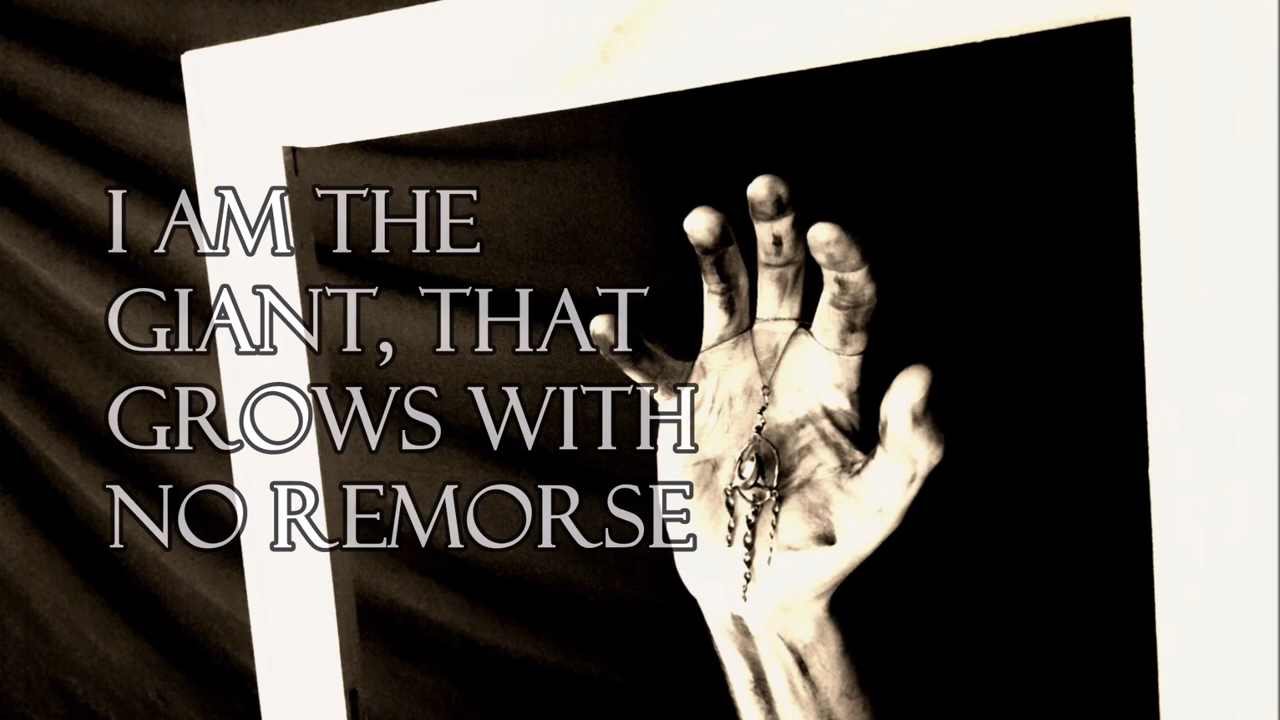 I AM THE
GIANT, THAT
GROWS WITH
NO REMORSE